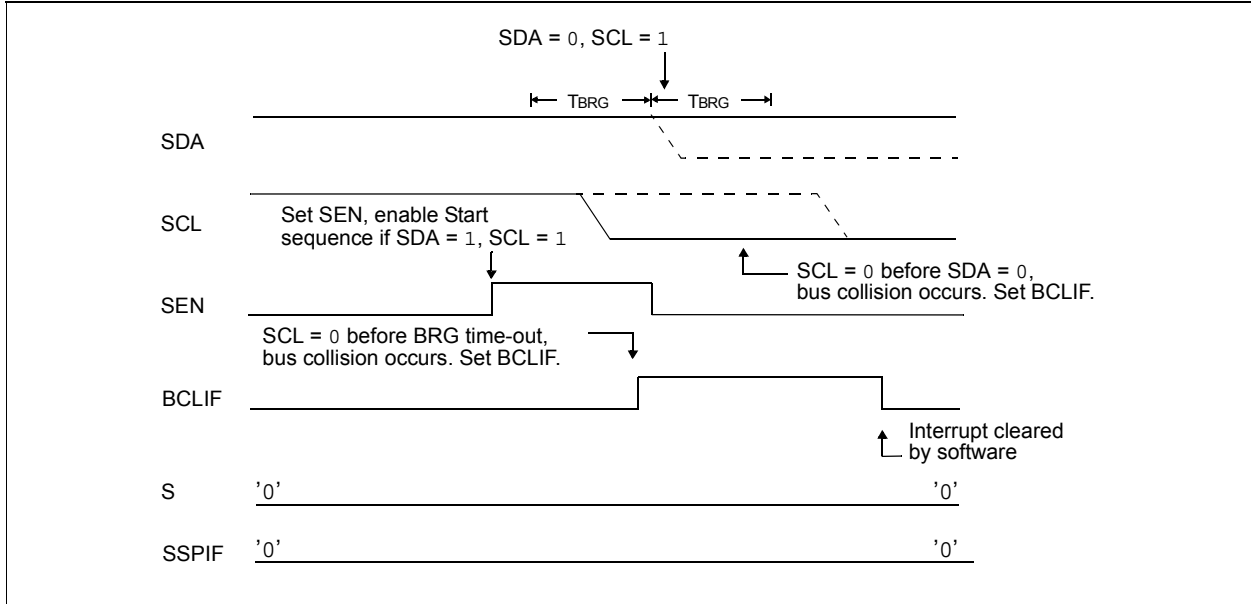 SDA = 0, SCL = 1
TBRG TBRG
SDA
SCL
Set SEN, enable Start
sequence if SDA = 1, SCL = 1
SCL = 0 before SDA = 0,
bus collision occurs. Set BCLIF.
SEN
SCL = 0 before BRG time-out,
bus collision occurs. Set BCLIF.
BCLIF
Interrupt cleared
by software
S '0' '0'
SSPIF '0' '0'